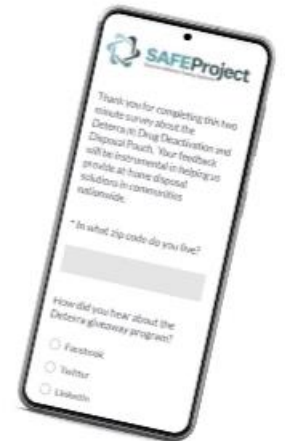 SAFEProject
Thank you for completing this two
minute survey about the
Deterra (R) Drug Deactivation and
Disposal Pouch. Your feedback
will be instrumental in helping us
provide at-home disposal
solutions in communities
nationwide.
* In what zip code do you live?
How did you hear about the
Deterra giveaway program?
Facebook
Twitter
LinkedIn